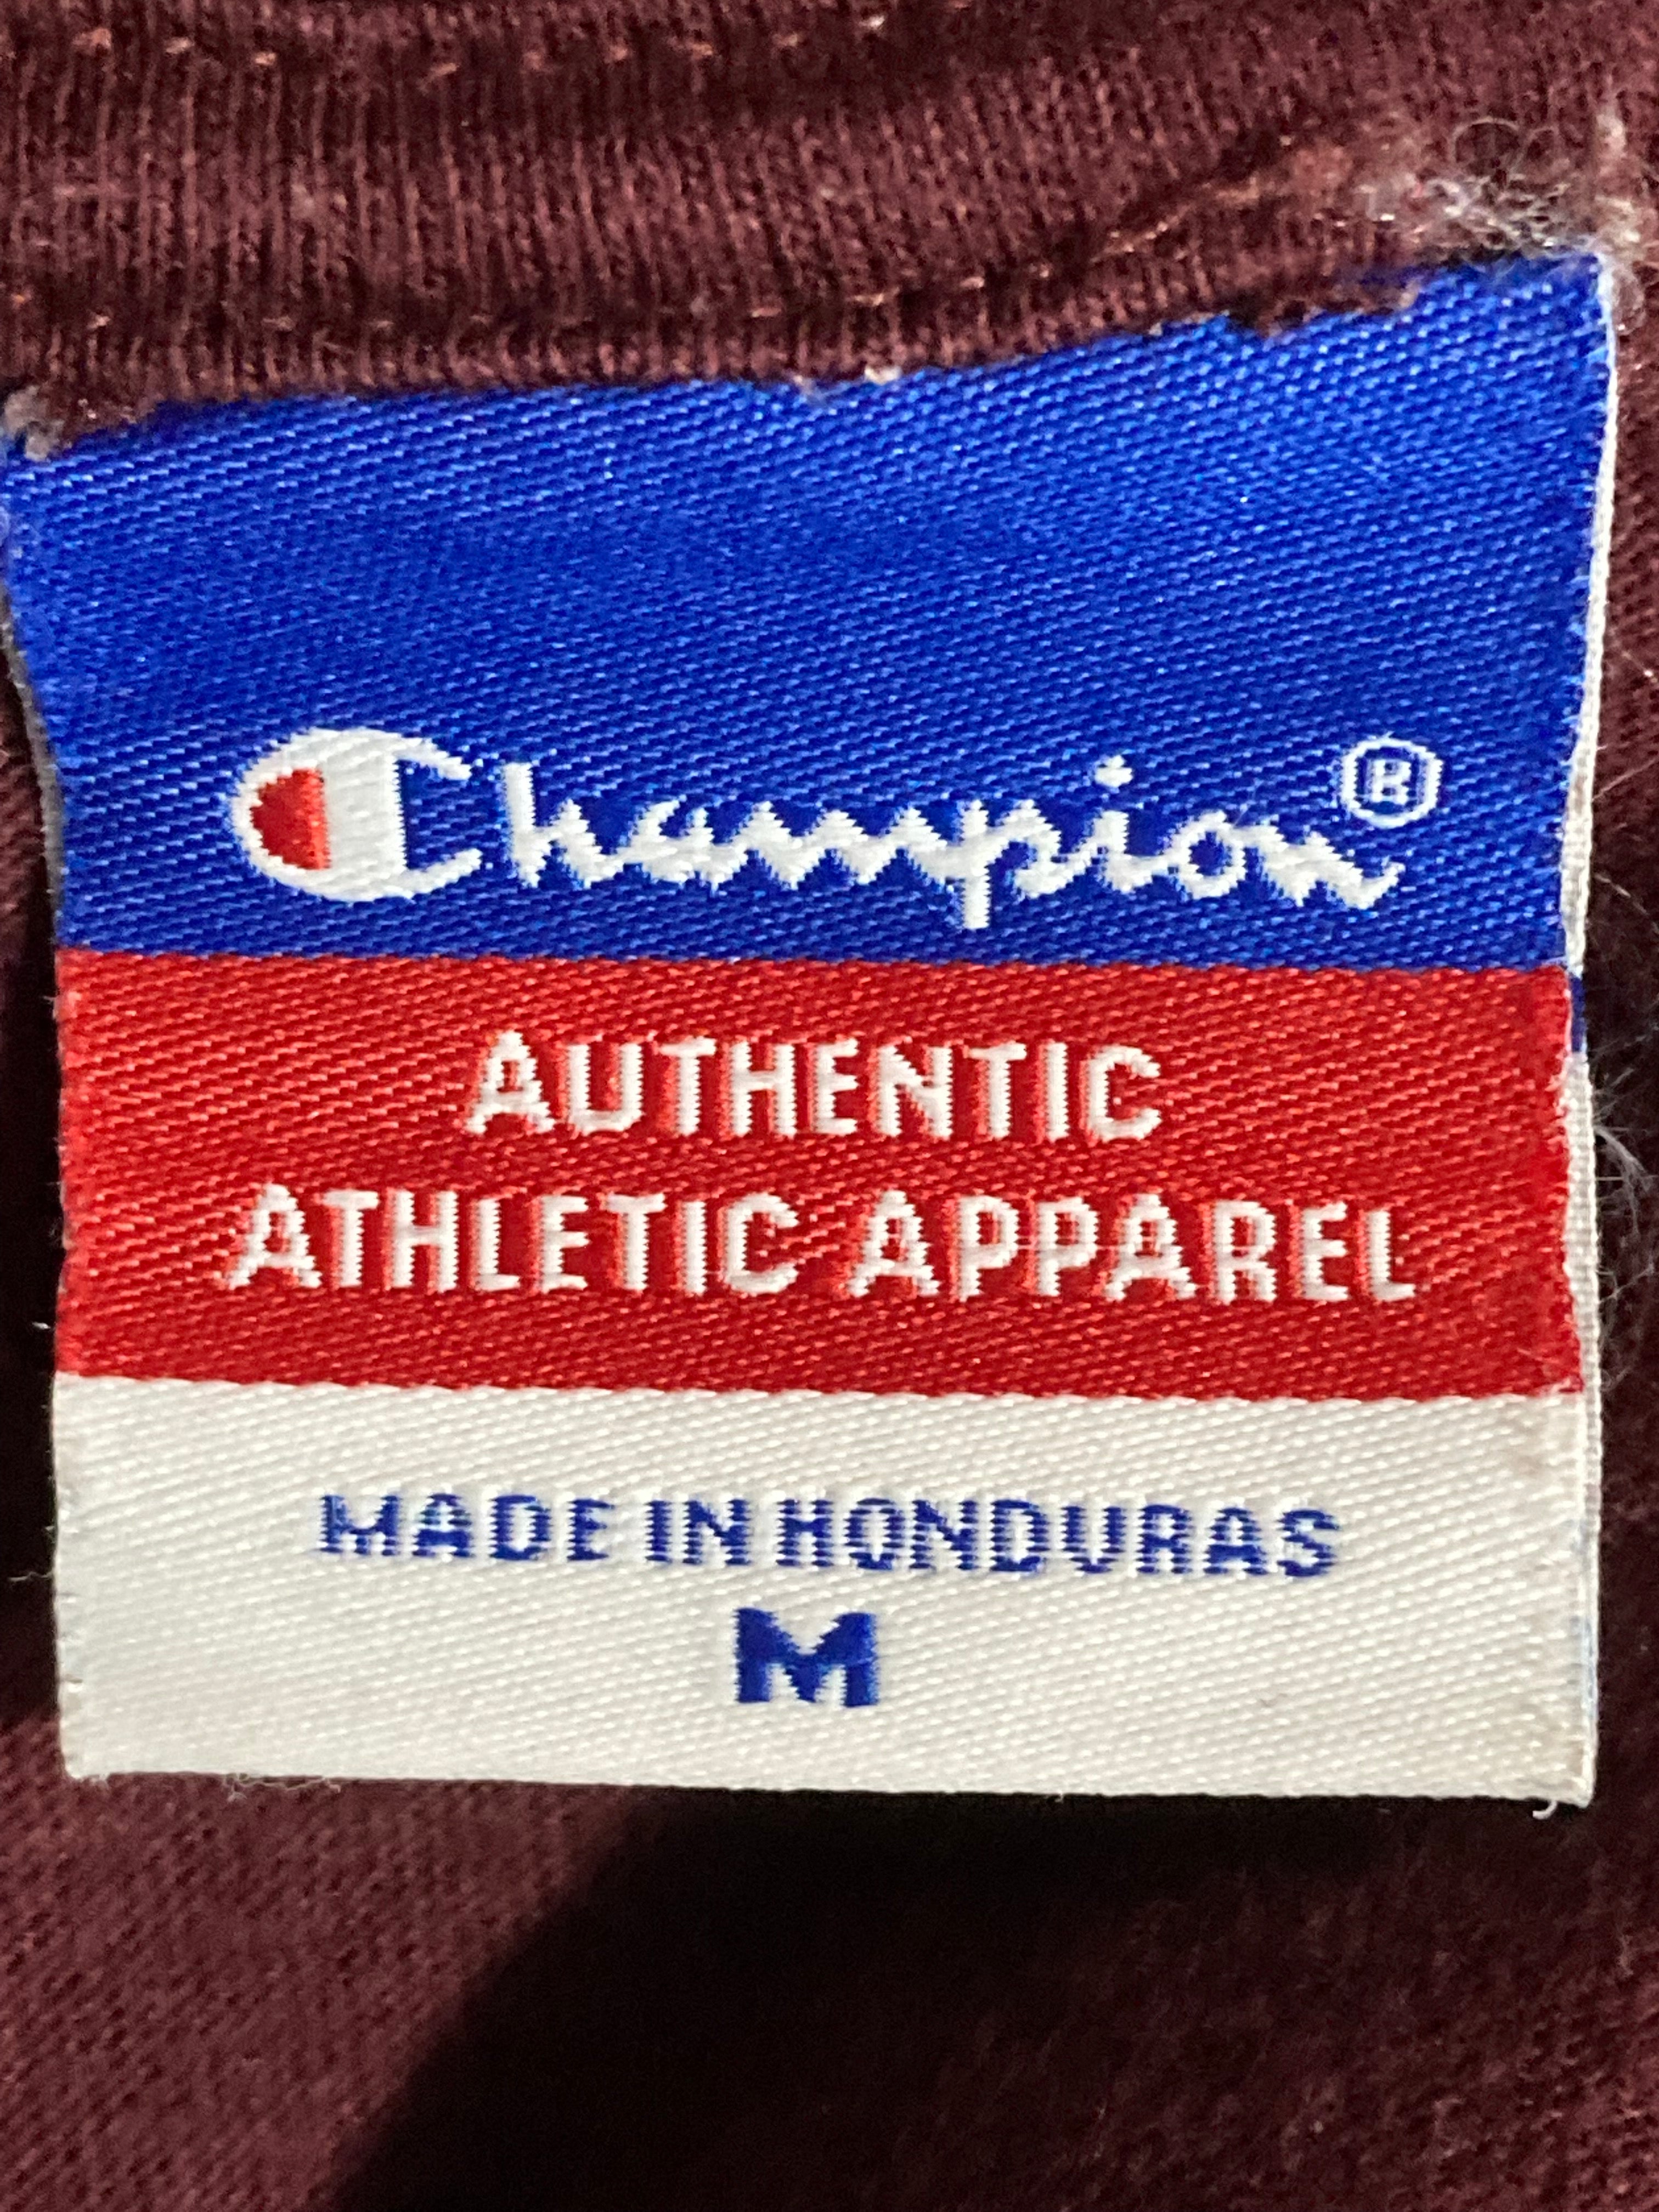 Champion®
AUTHENTIC
ATHLETIC APPAREL
MADE IN HONDURAS
M